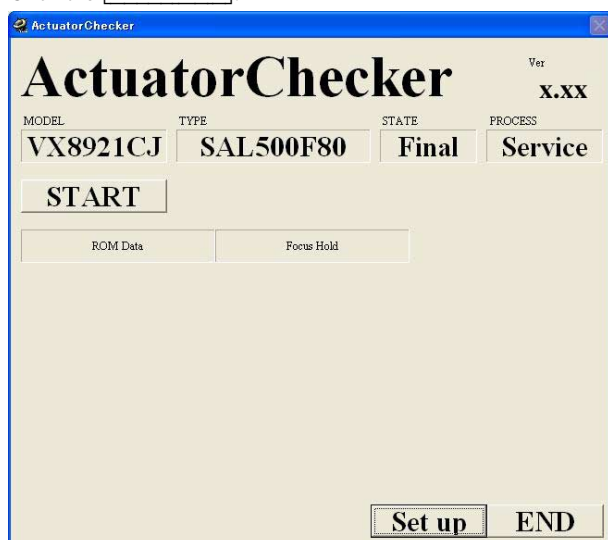 ActuatorChecker
ActuatorChecker
Ver
x.xx
MODEL TYPE STATE PROCESS
VX8921CJ SAL500F80 Final Service
START
ROM Data Focus Hold
Set up END